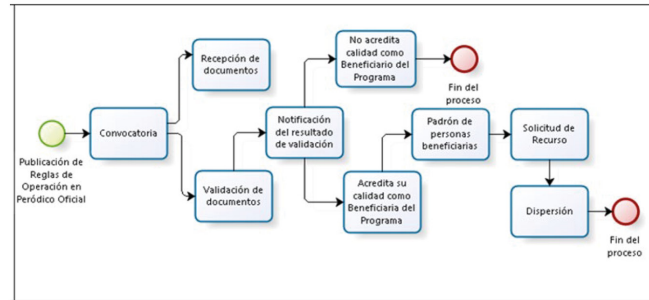 Publicación de
Reglas de
Operación en
Peródico Oficial
Convocatoria
Recepción de
documentos
Validación de
documentos
Notificación
del resultado
de validación
No acredita
calidad como
Beneficiario del
Programa
Fin del
proceso
Acredita su
calidad como
Beneficiaria del
Programa
Padrón de
personas
beneficiarias
Solicitud de
Recurso
Dispersión
Fin del
proceso